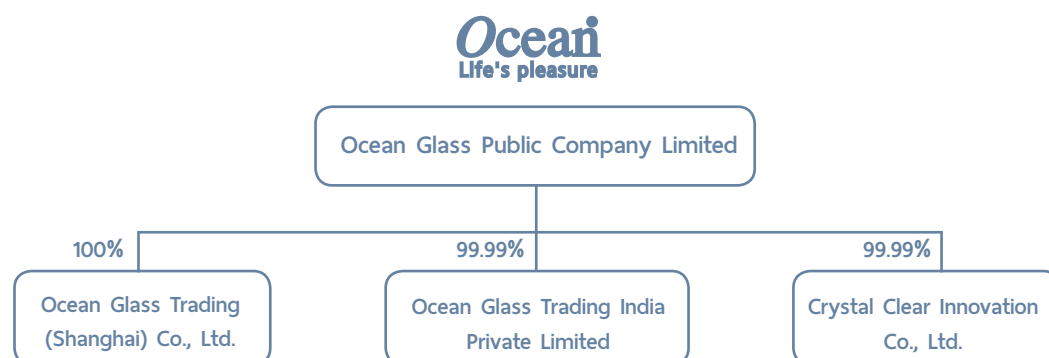 Ocean
Life's pleasure
Ocean Glass Public Company Limited
100%
99.99%
99.99%
Ocean Glass Trading
(Shanghai) Co., Ltd.
Ocean Glass Trading India
Private Limited
Crystal Clear Innovation
Co., Ltd.